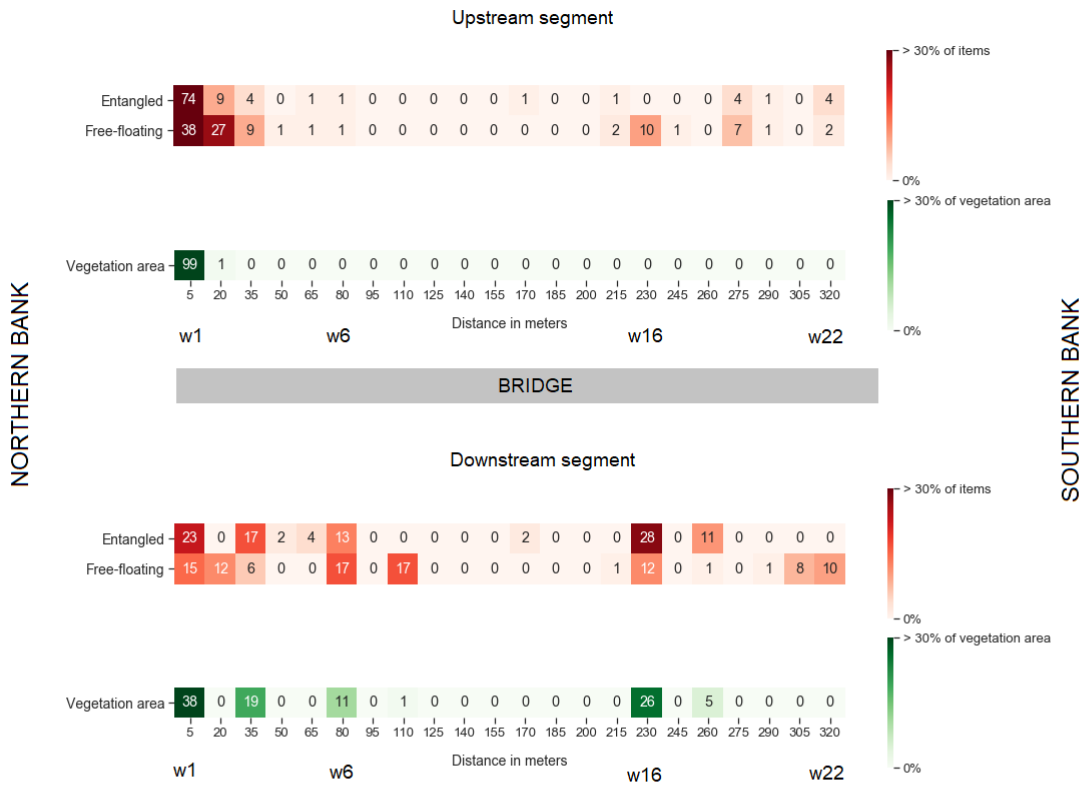 Upstream segment
> 30% of items
Entangled 74 9 4 0 1 1 0 0 0 0 0 1 0 0 1 0 0 0 4 1 0 4
Free-floating 38 27 9 1 1 1 0 0 0 0 0 0 0 0 2 10 1 0 7 1 0 2
0%
> 30% of vegetation area
Vegetation area 99 1 0 0 0 0 0 0 0 0 0 0 0 0 0 0 0 0 0 0 0 0
5 20 35 50 65 80 95 110 125 140 155 170 185 200 215 230 245 260 275 290 305 320
Distance in meters
0%
w1 w6 w16 w22
NORTHERN BANK
BRIDGE
SOUTHERN BANK
Downstream segment
> 30% of items
Entangled 23 0 17 2 4 13 0 0 0 0 0 2 0 0 0 28 0 11 0 0 0 0
Free-floating 15 12 6 0 0 17 0 17 0 0 0 0 0 0 1 12 0 1 0 1 8 10
0%
> 30% of vegetation area
Vegetation area 38 0 19 0 0 11 0 1 0 0 0 0 0 0 0 26 0 5 0 0 0 0
5 20 35 50 65 80 95 110 125 140 155 170 185 200 215 230 245 260 275 290 305 320
Distance in meters
0%
w1 w6 w16 w22